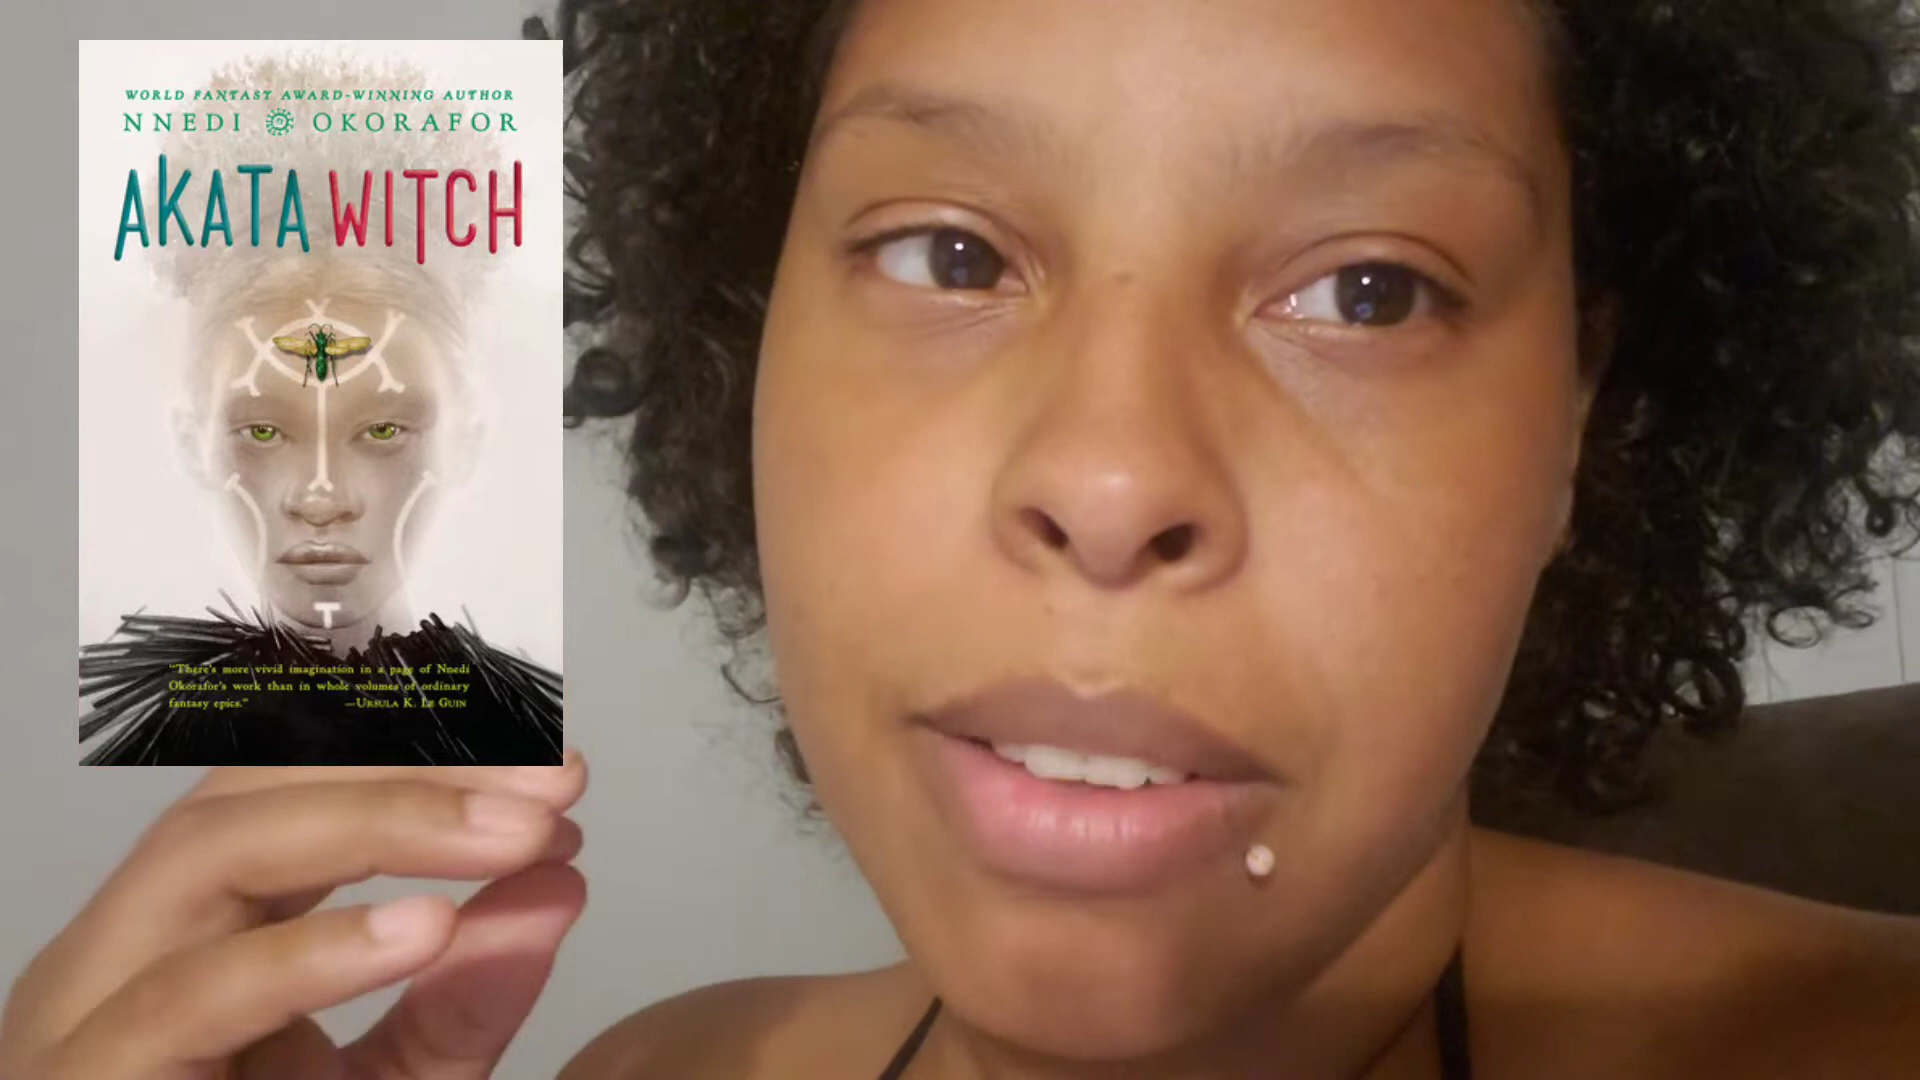 WORLD FANTASY AWARD-WINNING AUTHOR
NNEDI OKORAFOR
AKATA WITCH
"There's more vivid imagination in a page of Nnedi
Okorafor's work than in whole volumes of ordinary
fantasy epics." —URSULA K. LE GUIN